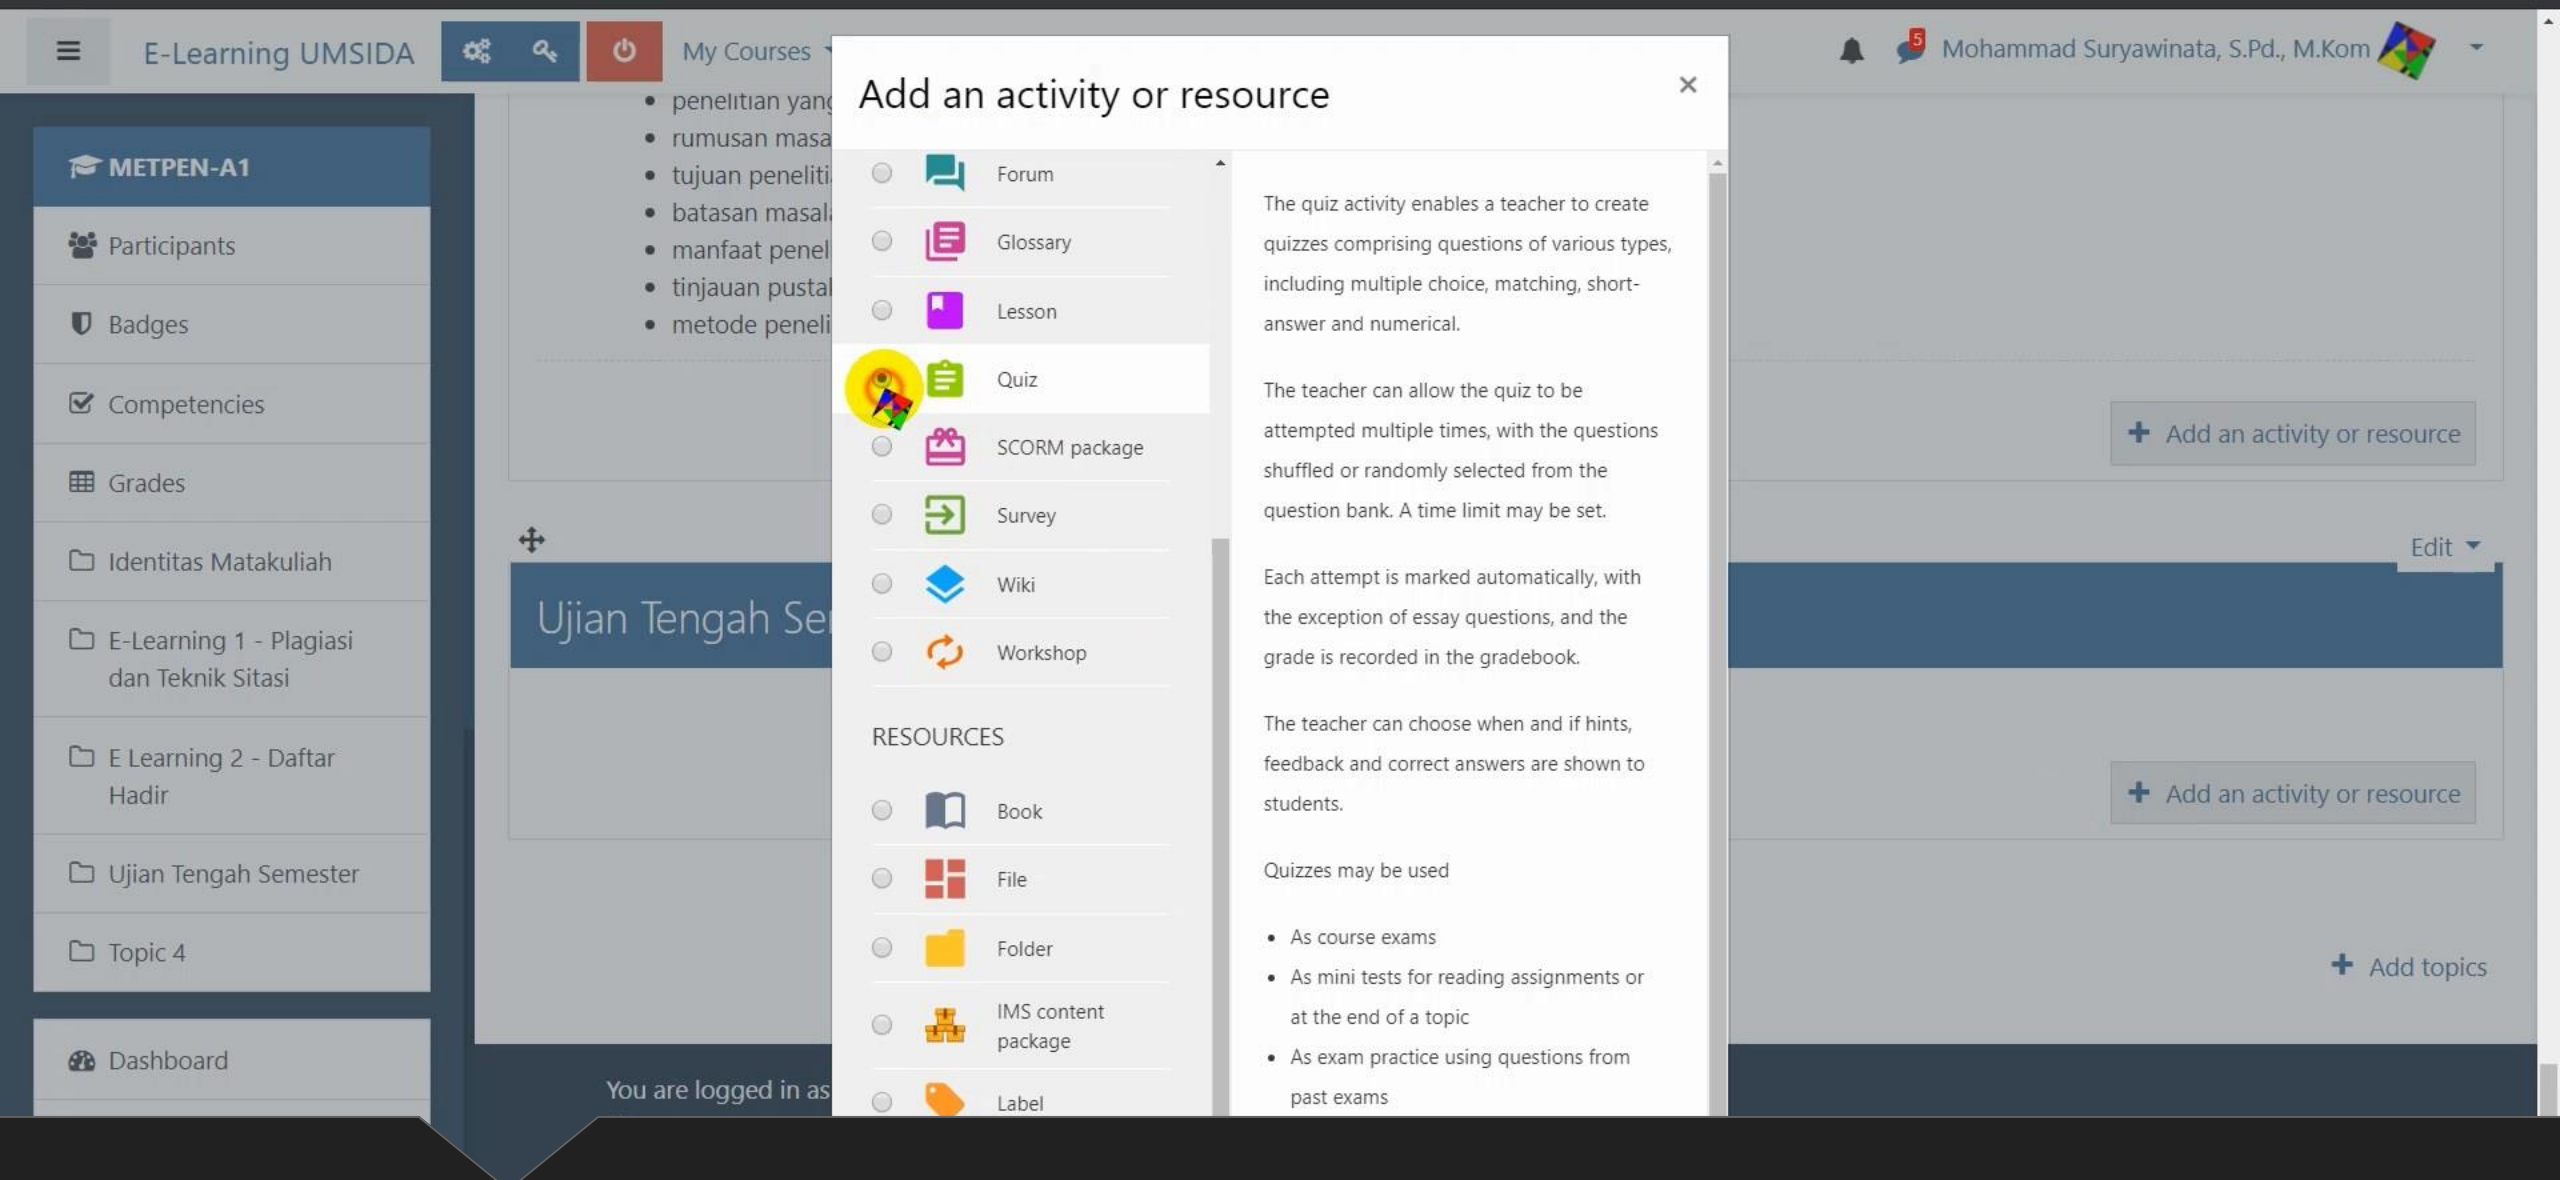 E-Learning UMSIDA
My Courses
5
Mohammad Suryawinata, S.Pd., M.Kom
METPEN-A1
Participants
Badges
Competencies
Grades
Identitas Matakuliah
E-Learning 1 - Plagiasi
dan Teknik Sitasi
E Learning 2 - Daftar
Hadir
Ujian Tengah Semester
Topic 4
Dashboard
penelitian yang
rumusan masa
tujuan peneliti
batasan masal
manfaat penel
tinjauan pusta
metode peneli
Ujian Tengah Se
You are logged in as
Add an activity or resource
×
Forum
Glossary
Lesson
Quiz
SCORM package
Survey
Wiki
Workshop
RESOURCES
Book
File
Folder
IMS content
package
Label
The quiz activity enables a teacher to create
quizzes comprising questions of various types,
including multiple choice, matching, short-
answer and numerical.
The teacher can allow the quiz to be
attempted multiple times, with the questions
shuffled or randomly selected from the
question bank. A time limit may be set.
Each attempt is marked automatically, with
the exception of essay questions, and the
grade is recorded in the gradebook.
The teacher can choose when and if hints,
feedback and correct answers are shown to
students.
Quizzes may be used
As course exams
As mini tests for reading assignments or
at the end of a topic
As exam practice using questions from
past exams
Add an activity or resource
Edit
Add an activity or resource
Add topics